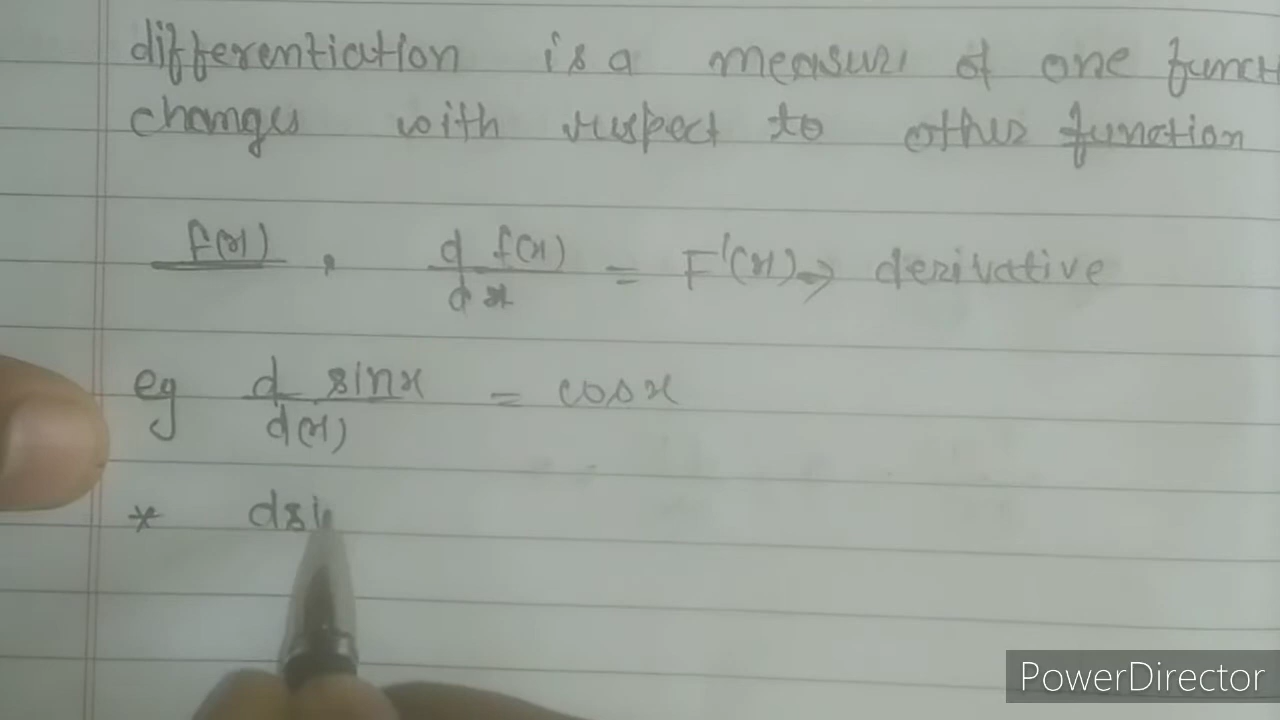 differentiation is a measure of one funct
changes with respect to other function
F(x), d f(x) / dx = F'(x) → derivative
eg d sinx / d(x) = cosx
* dsi
PowerDirector